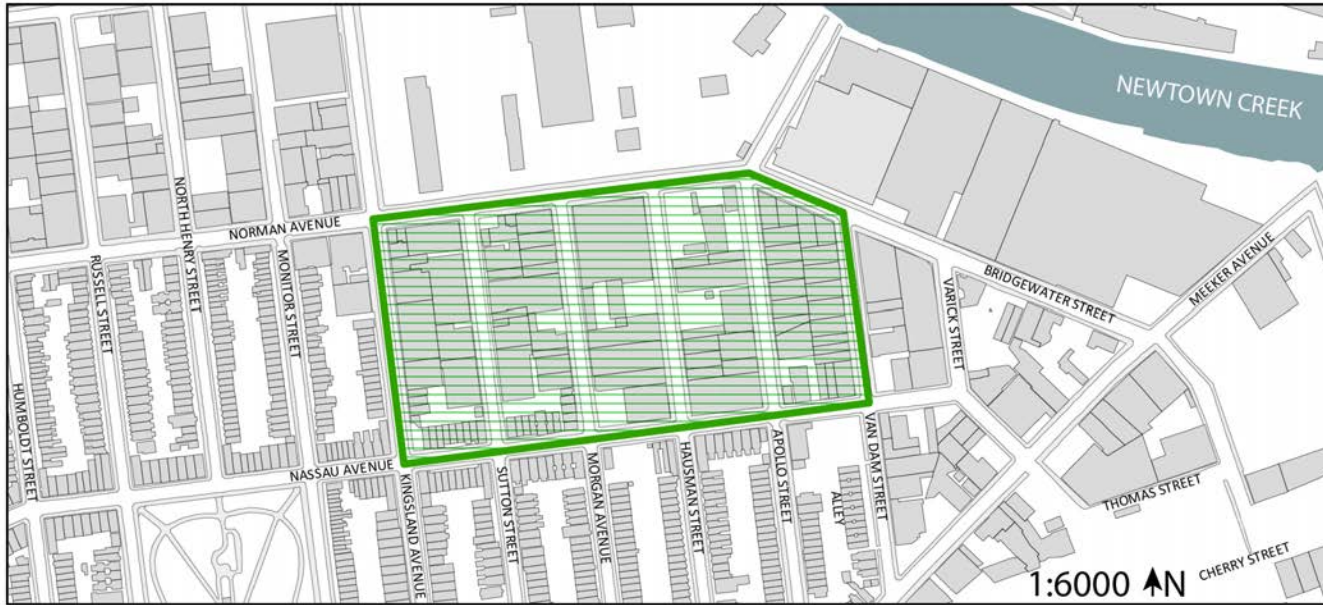 NEWTOWN CREEK
NORMAN AVENUE
NORTH HENRY STREET
RUSSELL STREET
MONITOR STREET
HUMBOLDT STREET
BRIDGEWATER STREET
MEEKER AVENUE
VARICK STREET
NASSAU AVENUE
KINGSLAND AVENUE
SUTTON STREET
MORGAN AVENUE
HAUSMAN STREET
APOLLO STREET
ALLEY
VAN DAM STREET
THOMAS STREET
CHERRY STREET
1:6000 N